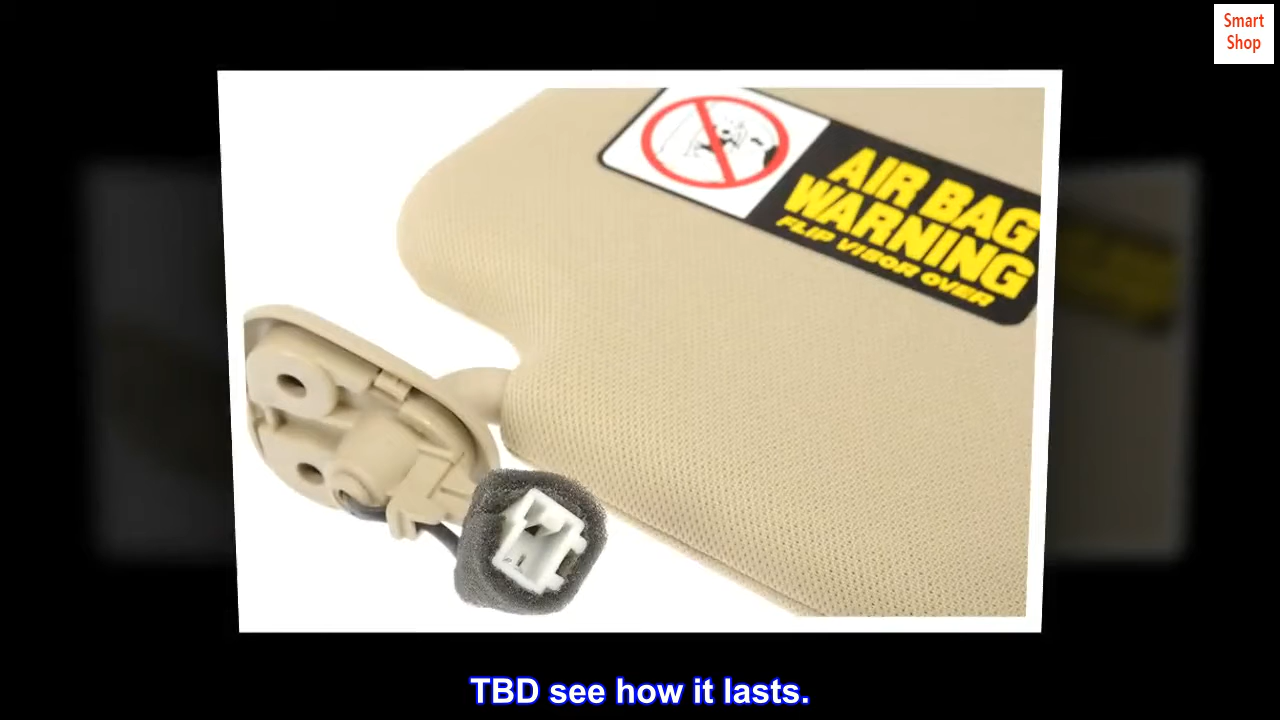 Smart
Shop
AIR BAG
WARNING
FLIP VISOR OVER
TBD see how it lasts.